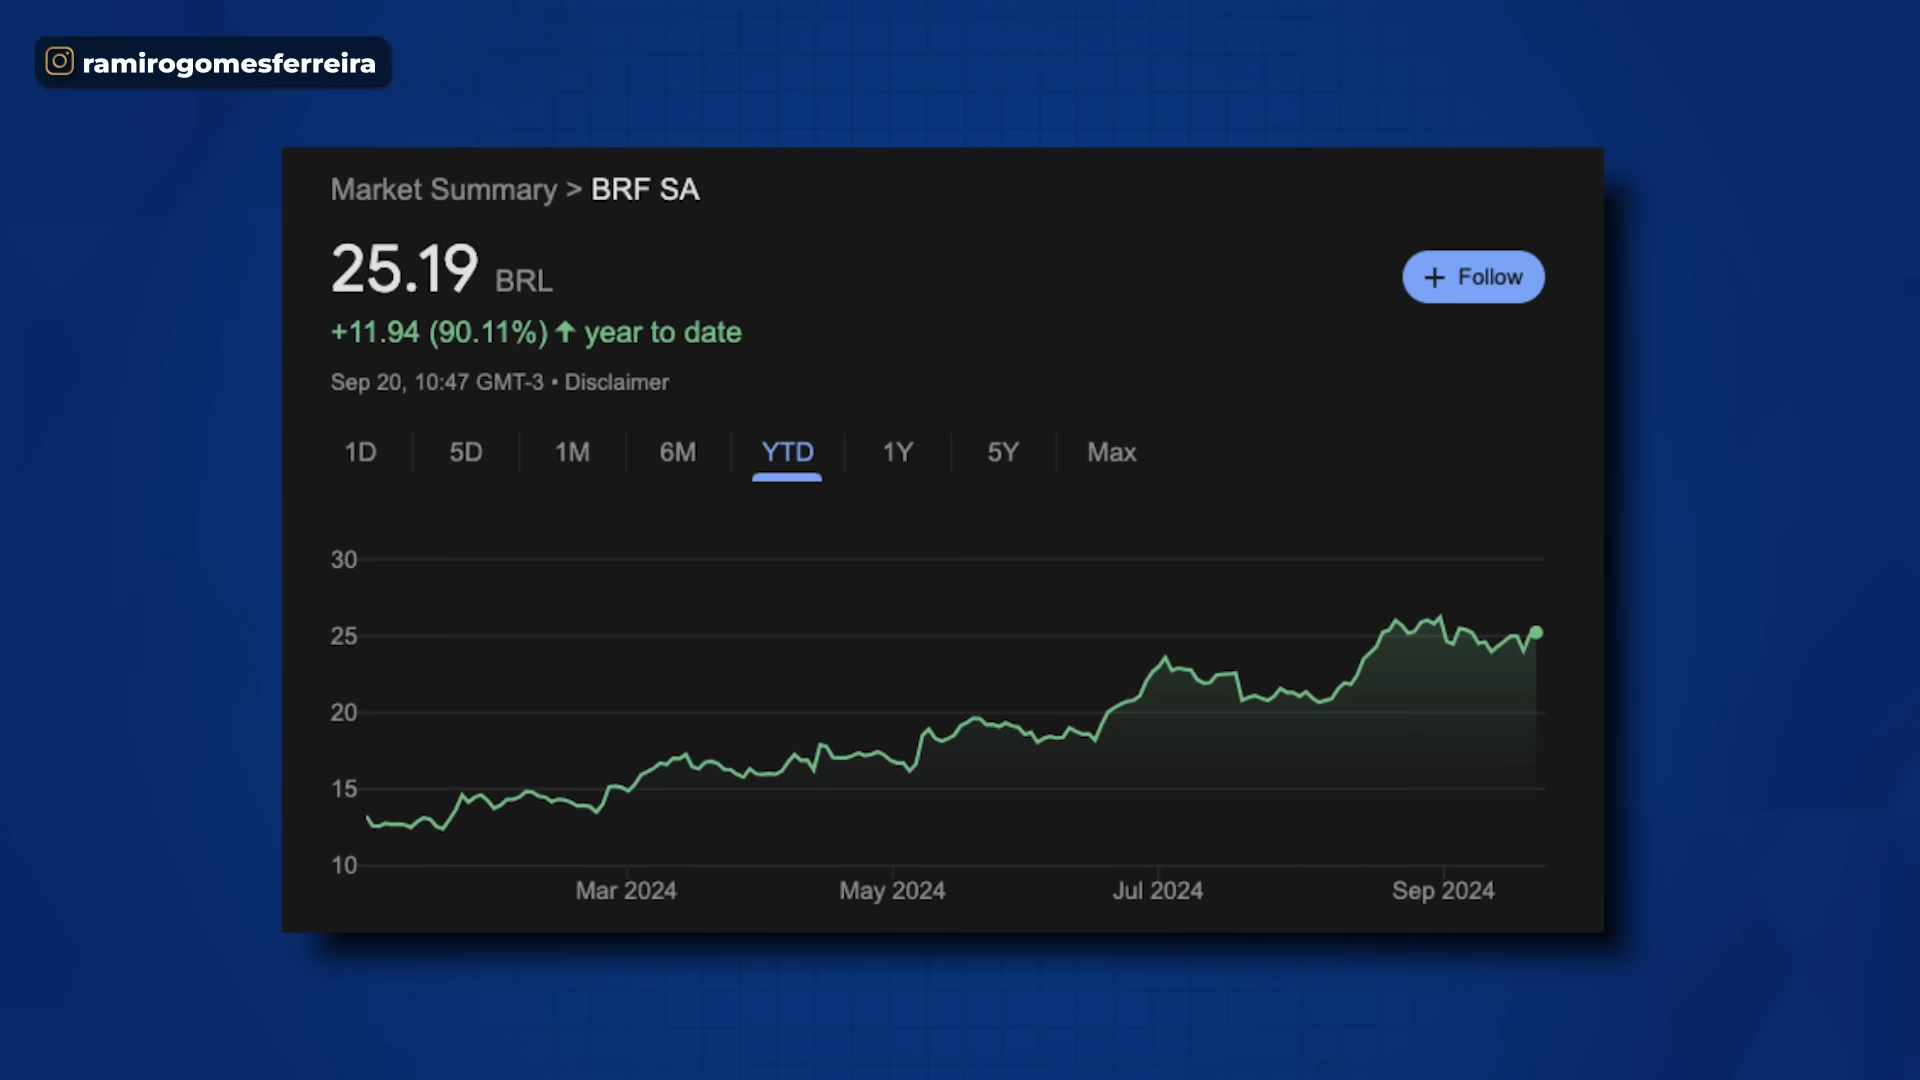 ramirogomesferreira
Market Summary > BRF SA
25.19 BRL
+ Follow
+11.94 (90.11%) ↑ year to date
Sep 20, 10:47 GMT-3 • Disclaimer
1D 5D 1M 6M YTD 1Y 5Y Max
30
25
20
15
10
Mar 2024 May 2024 Jul 2024 Sep 2024